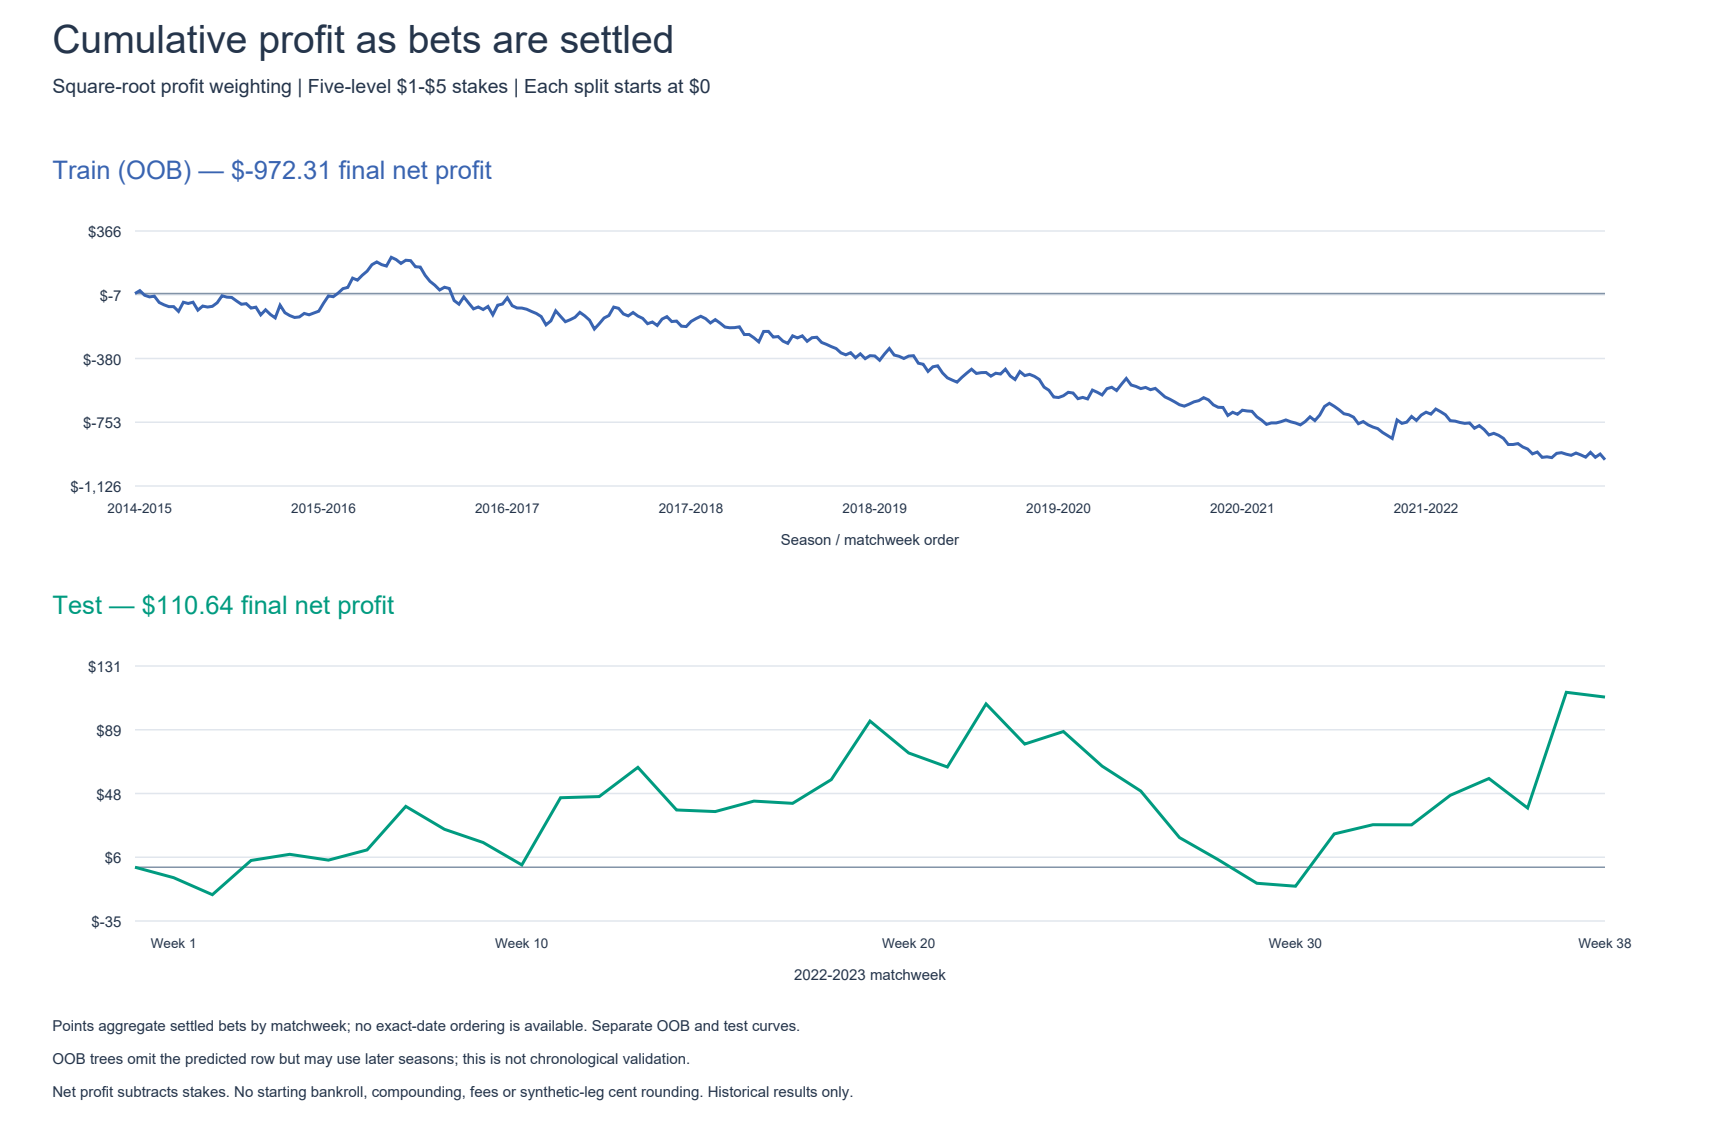 Cumulative profit as bets are settled
Square-root profit weighting | Five-level $1-$5 stakes | Each split starts at $0
Train (OOB) — $-972.31 final net profit
$366
$-7
$-380
$-753
$-1,126
2014-2015 2015-2016 2016-2017 2017-2018 2018-2019 2019-2020 2020-2021 2021-2022
Season / matchweek order
Test — $110.64 final net profit
$131
$89
$48
$6
$-35
Week 1 Week 10 Week 20 Week 30 Week 38
2022-2023 matchweek
Points aggregate settled bets by matchweek; no exact-date ordering is available. Separate OOB and test curves.
OOB trees omit the predicted row but may use later seasons; this is not chronological validation.
Net profit subtracts stakes. No starting bankroll, compounding, fees or synthetic-leg cent rounding. Historical results only.